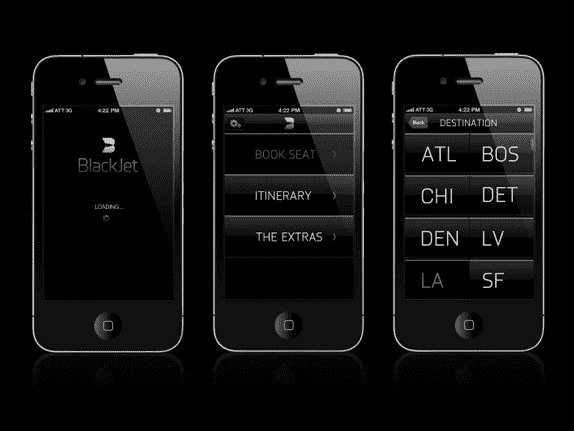 ATT 3G 4:22 PM
BlackJet
LOADING...
ATT 3G 4:22 PM
BOOK SEAT
ITINERARY
THE EXTRAS
ATT 3G 4:22 PM
Back DESTINATION
ATL BOS
CHI DET
DEN LV
LA SF